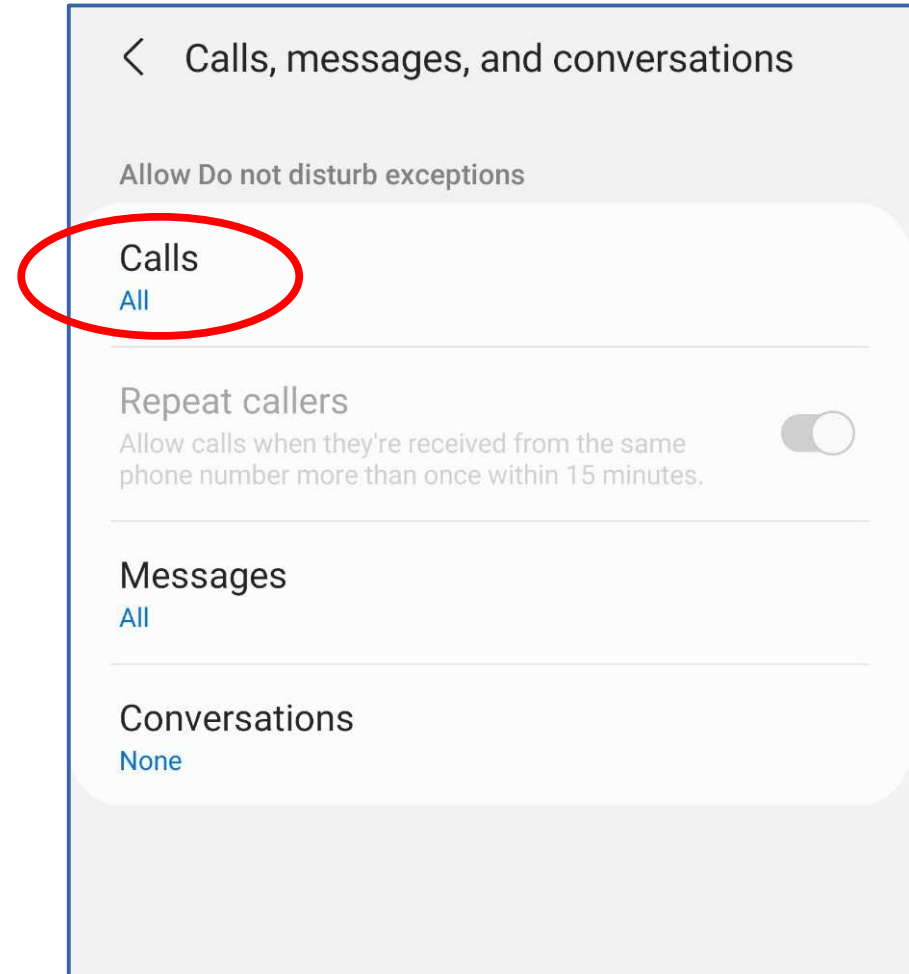 Calls, messages, and conversations
Allow Do not disturb exceptions
Calls
All
Repeat callers
Allow calls when they're received from the same
phone number more than once within 15 minutes.
Messages
All
Conversations
None